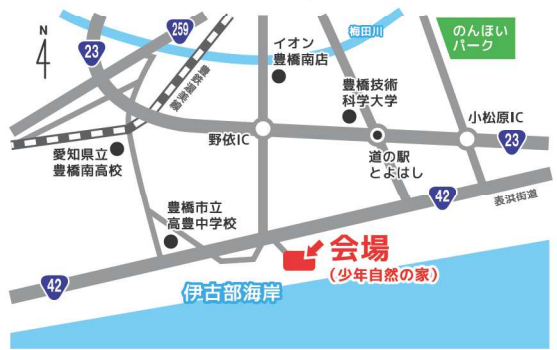 N
259
23
イオン
豊橋南店
梅田川
のんほい
パーク
豊鉄渥美線
豊橋技術
科学大学
小松原IC
野依IC
23
愛知県立
豊橋南高校
道の駅
とよはし
42
表浜街道
豊橋市立
高豊中学校
会場
(少年自然の家)
42
伊古部海岸